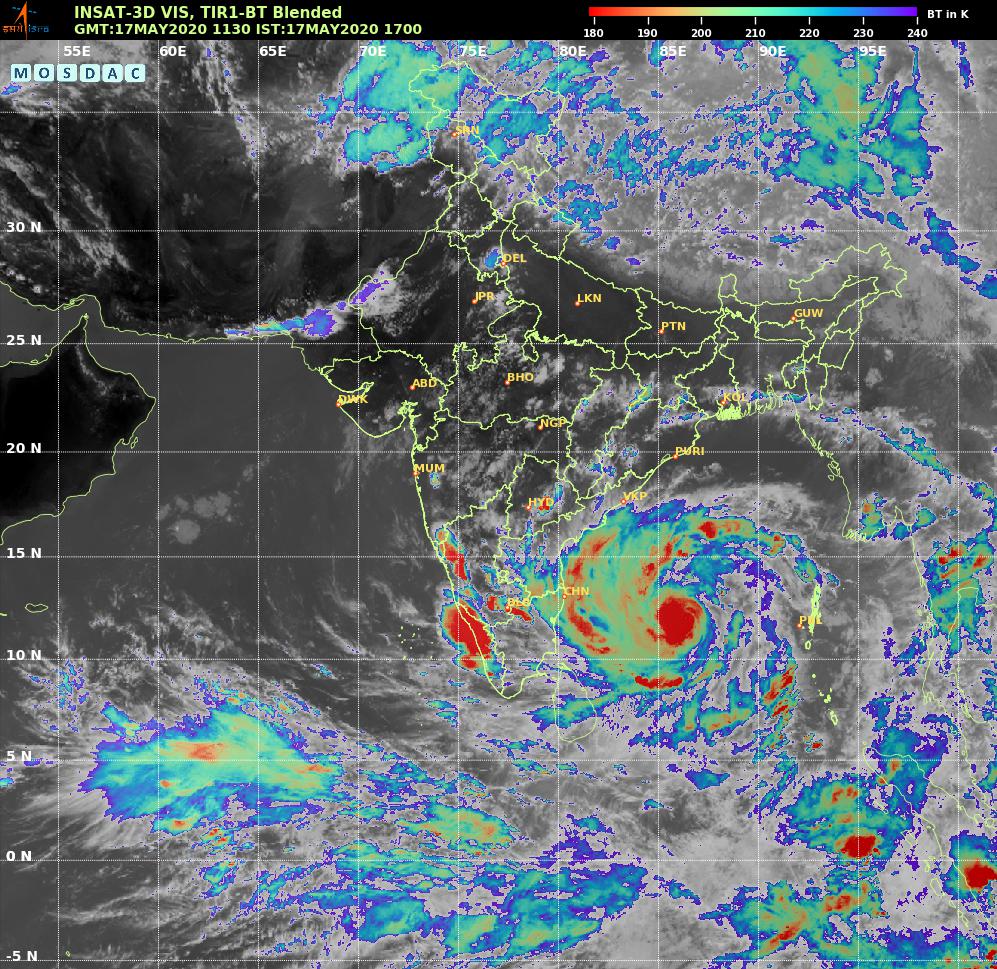 INSAT-3D VIS, TIR1-BT Blended
GMT:17MAY2020 1130 IST:17MAY2020 1700
180 190 200 210 220 230 240 BT in K
55E 60E 65E 70E 75E 80E 85E 90E 95E
M O S D A C
SRN
30 N
DEL
JPR LKN
GUW
PTN
25 N
BHO
ABD
DWK KOL
NGP
20 N PURI
MUM
HYD VKP
15 N
CHN
BLG
PBL
10 N
5 N
0 N
-5 N